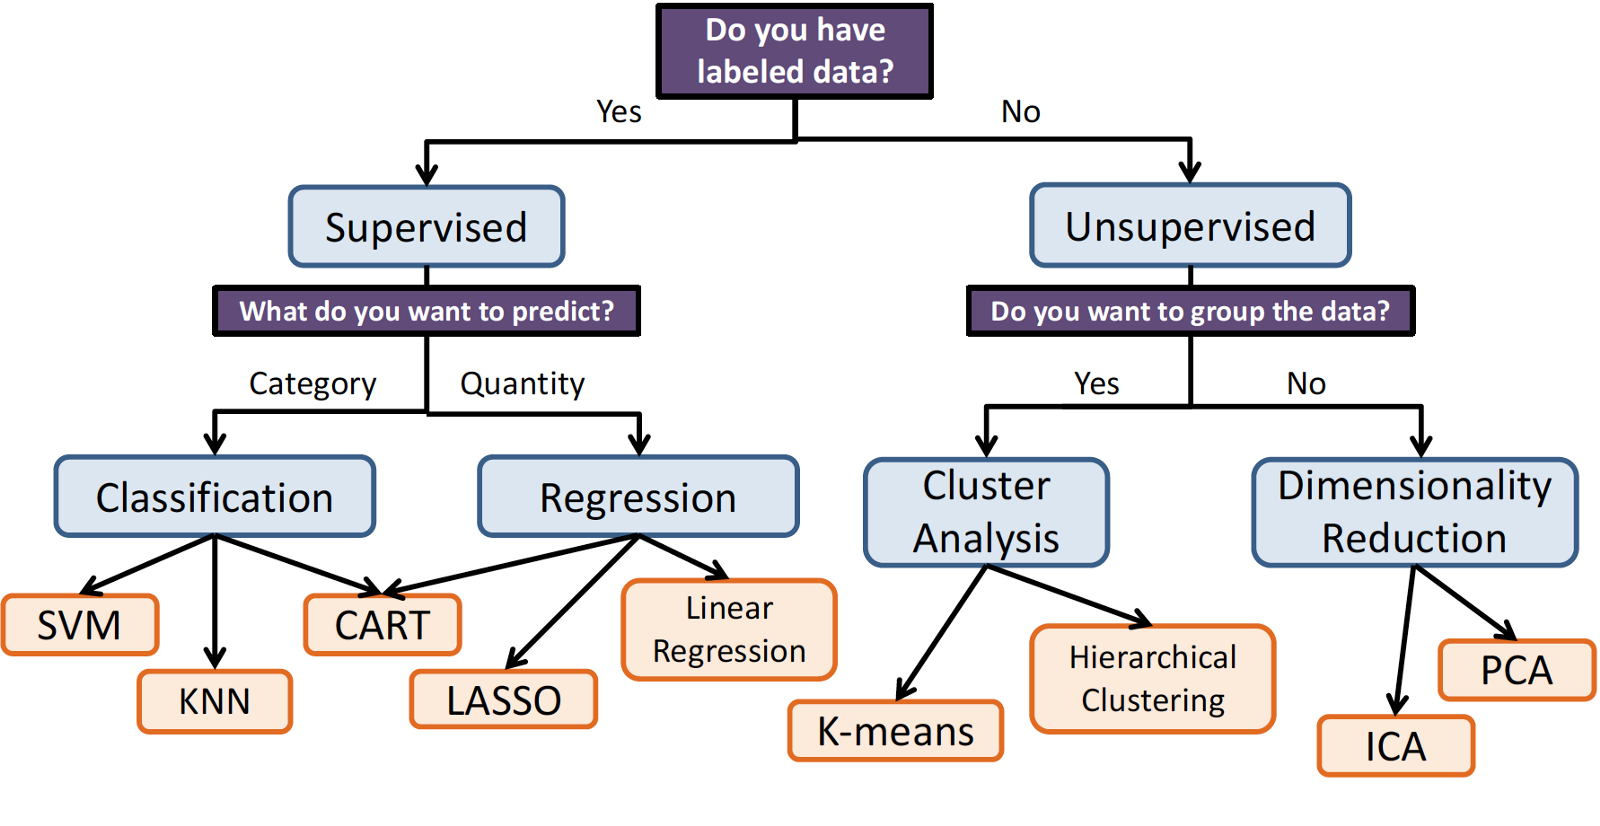 Do you have
labeled data?
Yes
No
Supervised
Unsupervised
What do you want to predict?
Do you want to group the data?
Category
Quantity
Yes
No
Classification
Regression
Cluster
Analysis
Dimensionality
Reduction
SVM
KNN
CART
LASSO
Linear
Regression
K-means
Hierarchical
Clustering
ICA
PCA